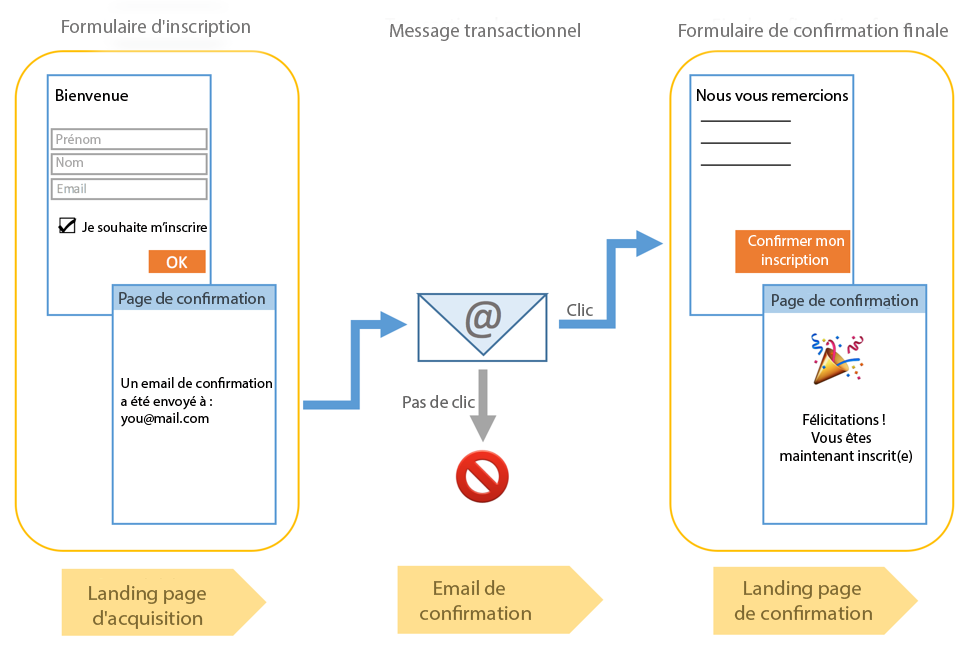 Formulaire d'inscription
Message transactionnel
Formulaire de confirmation finale
Bienvenue
Prénom
Nom
Email
Je souhaite m'inscrire
OK
Page de confirmation
Un email de confirmation
a été envoyé à :
you@mail.com
@
Clic
Pas de clic
Nous vous remercions
Confirmer mon
inscription
Page de confirmation
Félicitations !
Vous êtes
maintenant inscrit(e)
Landing page
d'acquisition
Email de
confirmation
Landing page
de confirmation